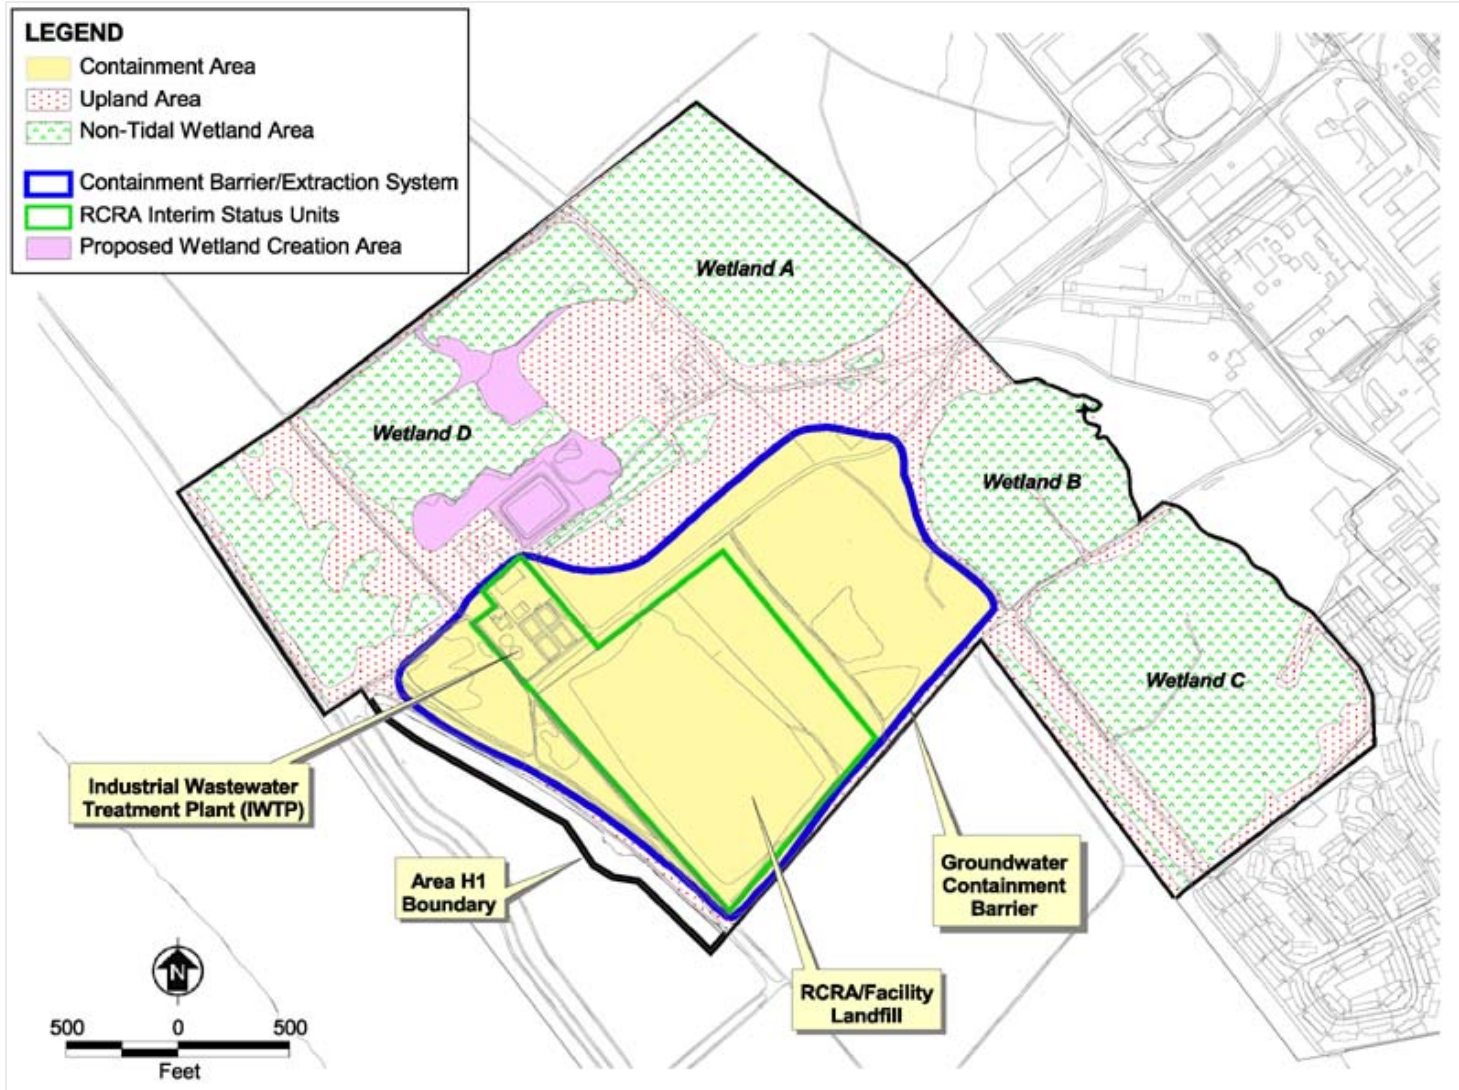 LEGEND
Containment Area
Upland Area
Non-Tidal Wetland Area
Containment Barrier/Extraction System
RCRA Interim Status Units
Proposed Wetland Creation Area
Wetland A
Wetland D
Wetland B
Wetland C
Industrial Wastewater
Treatment Plant (IWTP)
Area H1
Boundary
Groundwater
Containment
Barrier
RCRA/Facility
Landfill
N
500 0 500
Feet